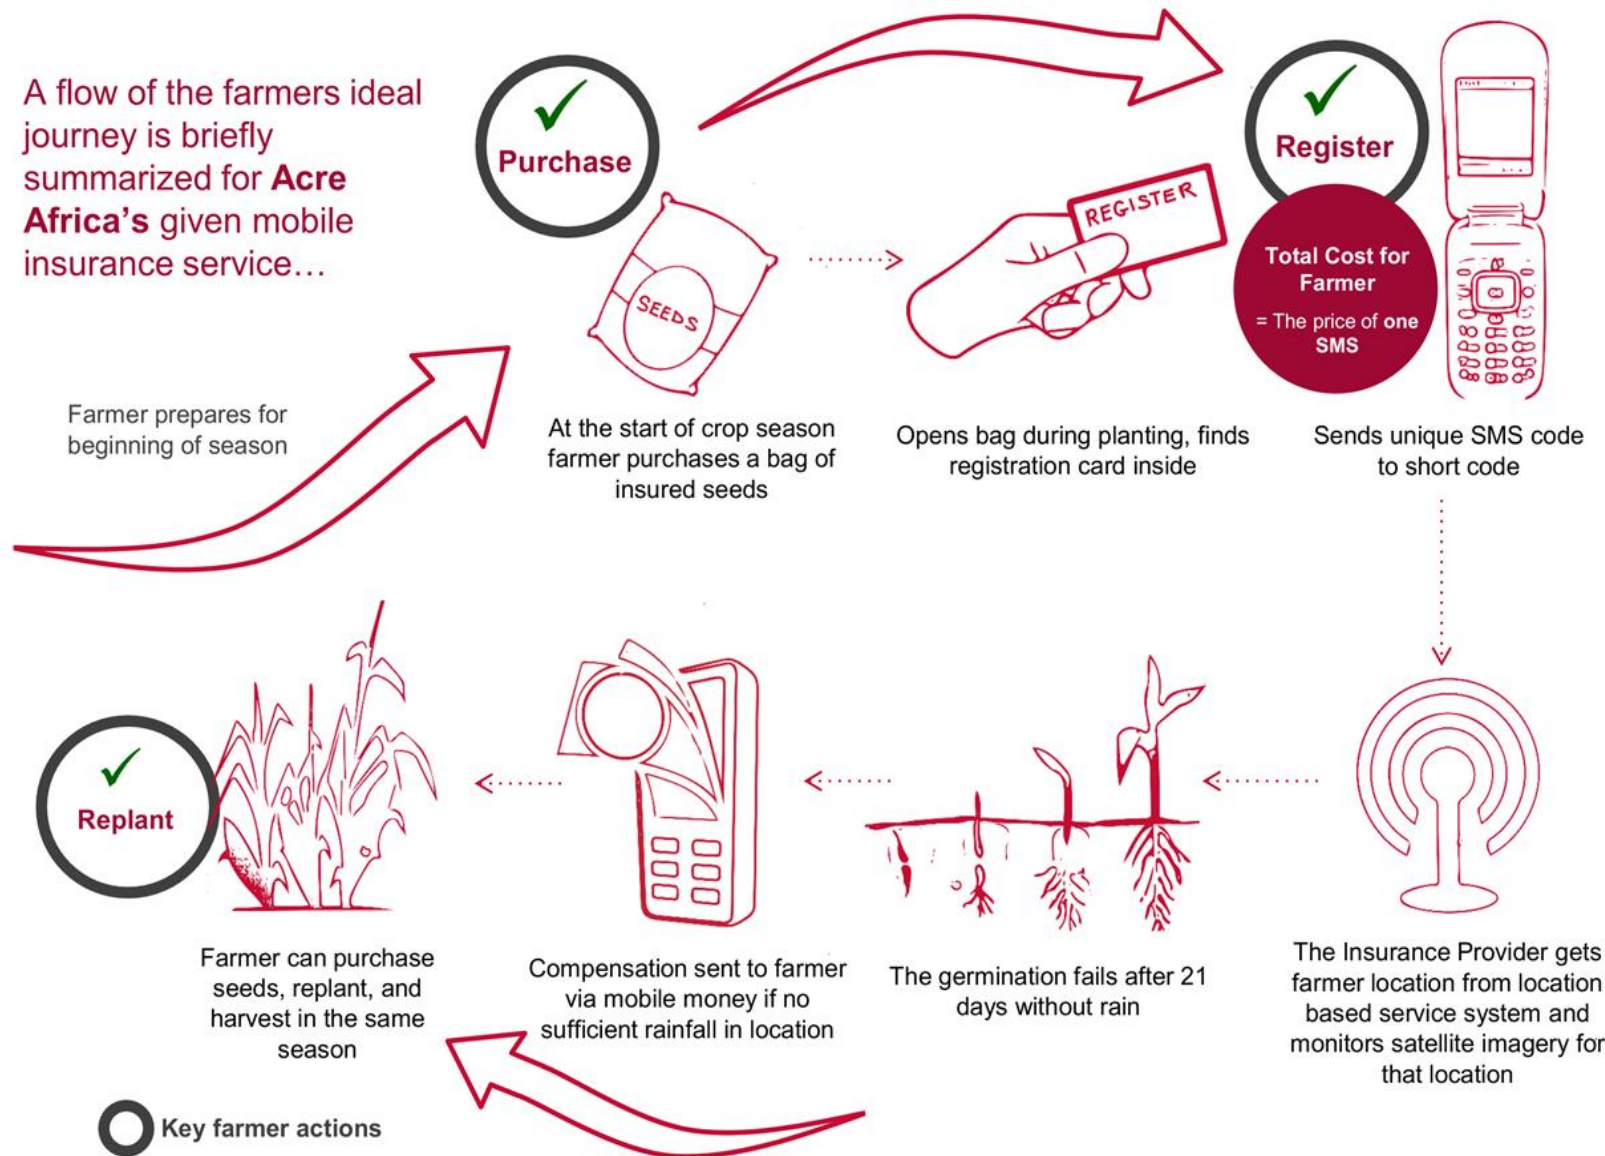 A flow of the farmers ideal
journey is briefly
summarized for Acre
Africa's given mobile
insurance service…
Farmer prepares for
beginning of season
Purchase
SEEDS
At the start of crop season
farmer purchases a bag of
insured seeds
REGISTER
Opens bag during planting, finds
registration card inside
Register
Total Cost for
Farmer
= The price of one
SMS
Sends unique SMS code
to short code
The Insurance Provider gets
farmer location from location
based service system and
monitors satellite imagery for
that location
The germination fails after 21
days without rain
Compensation sent to farmer
via mobile money if no
sufficient rainfall in location
Replant
Farmer can purchase
seeds, replant, and
harvest in the same
season
Key farmer actions